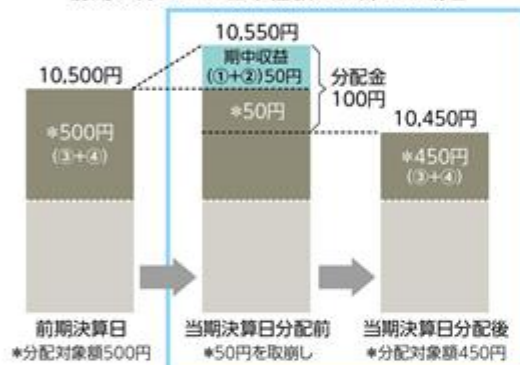 10,550円
期中収益
(①+②)50円
分配金
100円
10,500円
10,450円
*500円
(③+④)
*50円
*450円
(③+④)
前期決算日
当期決算日分配前
当期決算日分配後
*分配対象額500円
*50円を取崩し
*分配対象額450円